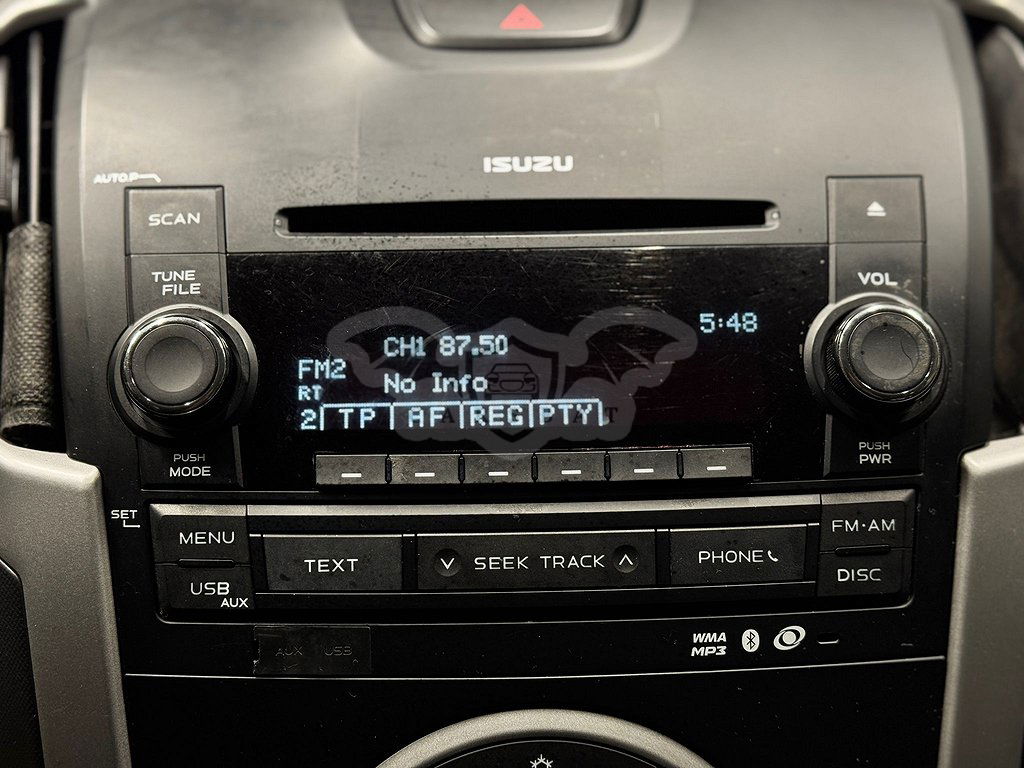 ISUZU
AUTO.P
SCAN
TUNE
FILE
VOL
5:48
CH1 87.50
FM2
No Info
RT
2 TP AF REG PTY
PUSH
MODE
PUSH
PWR
SET
MENU
TEXT
SEEK TRACK
PHONE
FM·AM
DISC
USB
AUX
AUX USB
WMA
MP3